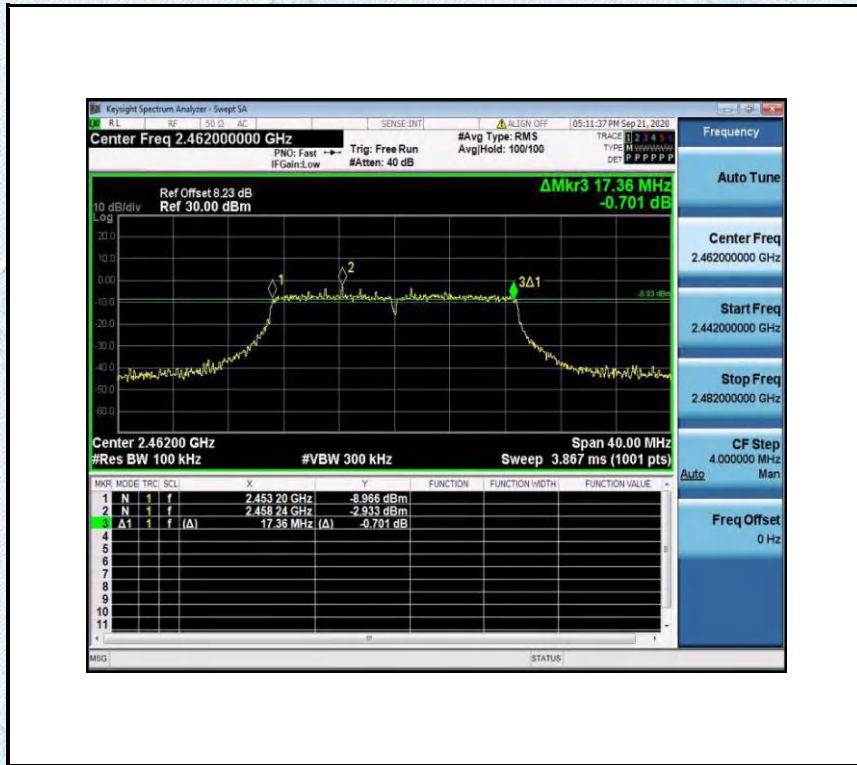 Keysight Spectrum Analyzer - Swept SA
RL RF 50 Ω AC SENSE:INT ALIGN OFF 05:11:37 PM Sep 21, 2020
Center Freq 2.462000000 GHz
PNO: Fast
IFGain:Low
Trig: Free Run
#Atten: 40 dB
#Avg Type: RMS
Avg|Hold: 100/100
TRACE 1 2 3 4 5 6
TYPE M WWWWW
DET P P P P P P
Frequency
Auto Tune
Center Freq
2.462000000 GHz
Start Freq
2.442000000 GHz
Stop Freq
2.482000000 GHz
CF Step
4.000000 MHz
Auto Man
Freq Offset
0 Hz
Ref Offset 8.23 dB
10 dB/div Ref 30.00 dBm
Log
ΔMkr3 17.36 MHz
-0.701 dB
20.0
10.0
0.00
-10.0
-20.0
-30.0
-40.0
-50.0
-60.0
1
2
3Δ1
-8.93 dBm
Center 2.46200 GHz Span 40.00 MHz
#Res BW 100 kHz #VBW 300 kHz Sweep 3.867 ms (1001 pts)
MKR MODE TRC SCL X Y FUNCTION FUNCTION WIDTH FUNCTION VALUE
1 N 1 f 2.453 20 GHz -8.966 dBm
2 N 1 f 2.458 24 GHz -2.933 dBm
3 Δ1 1 f (Δ) 17.36 MHz (Δ) -0.701 dB
4
5
6
7
8
9
10
11
MSG STATUS